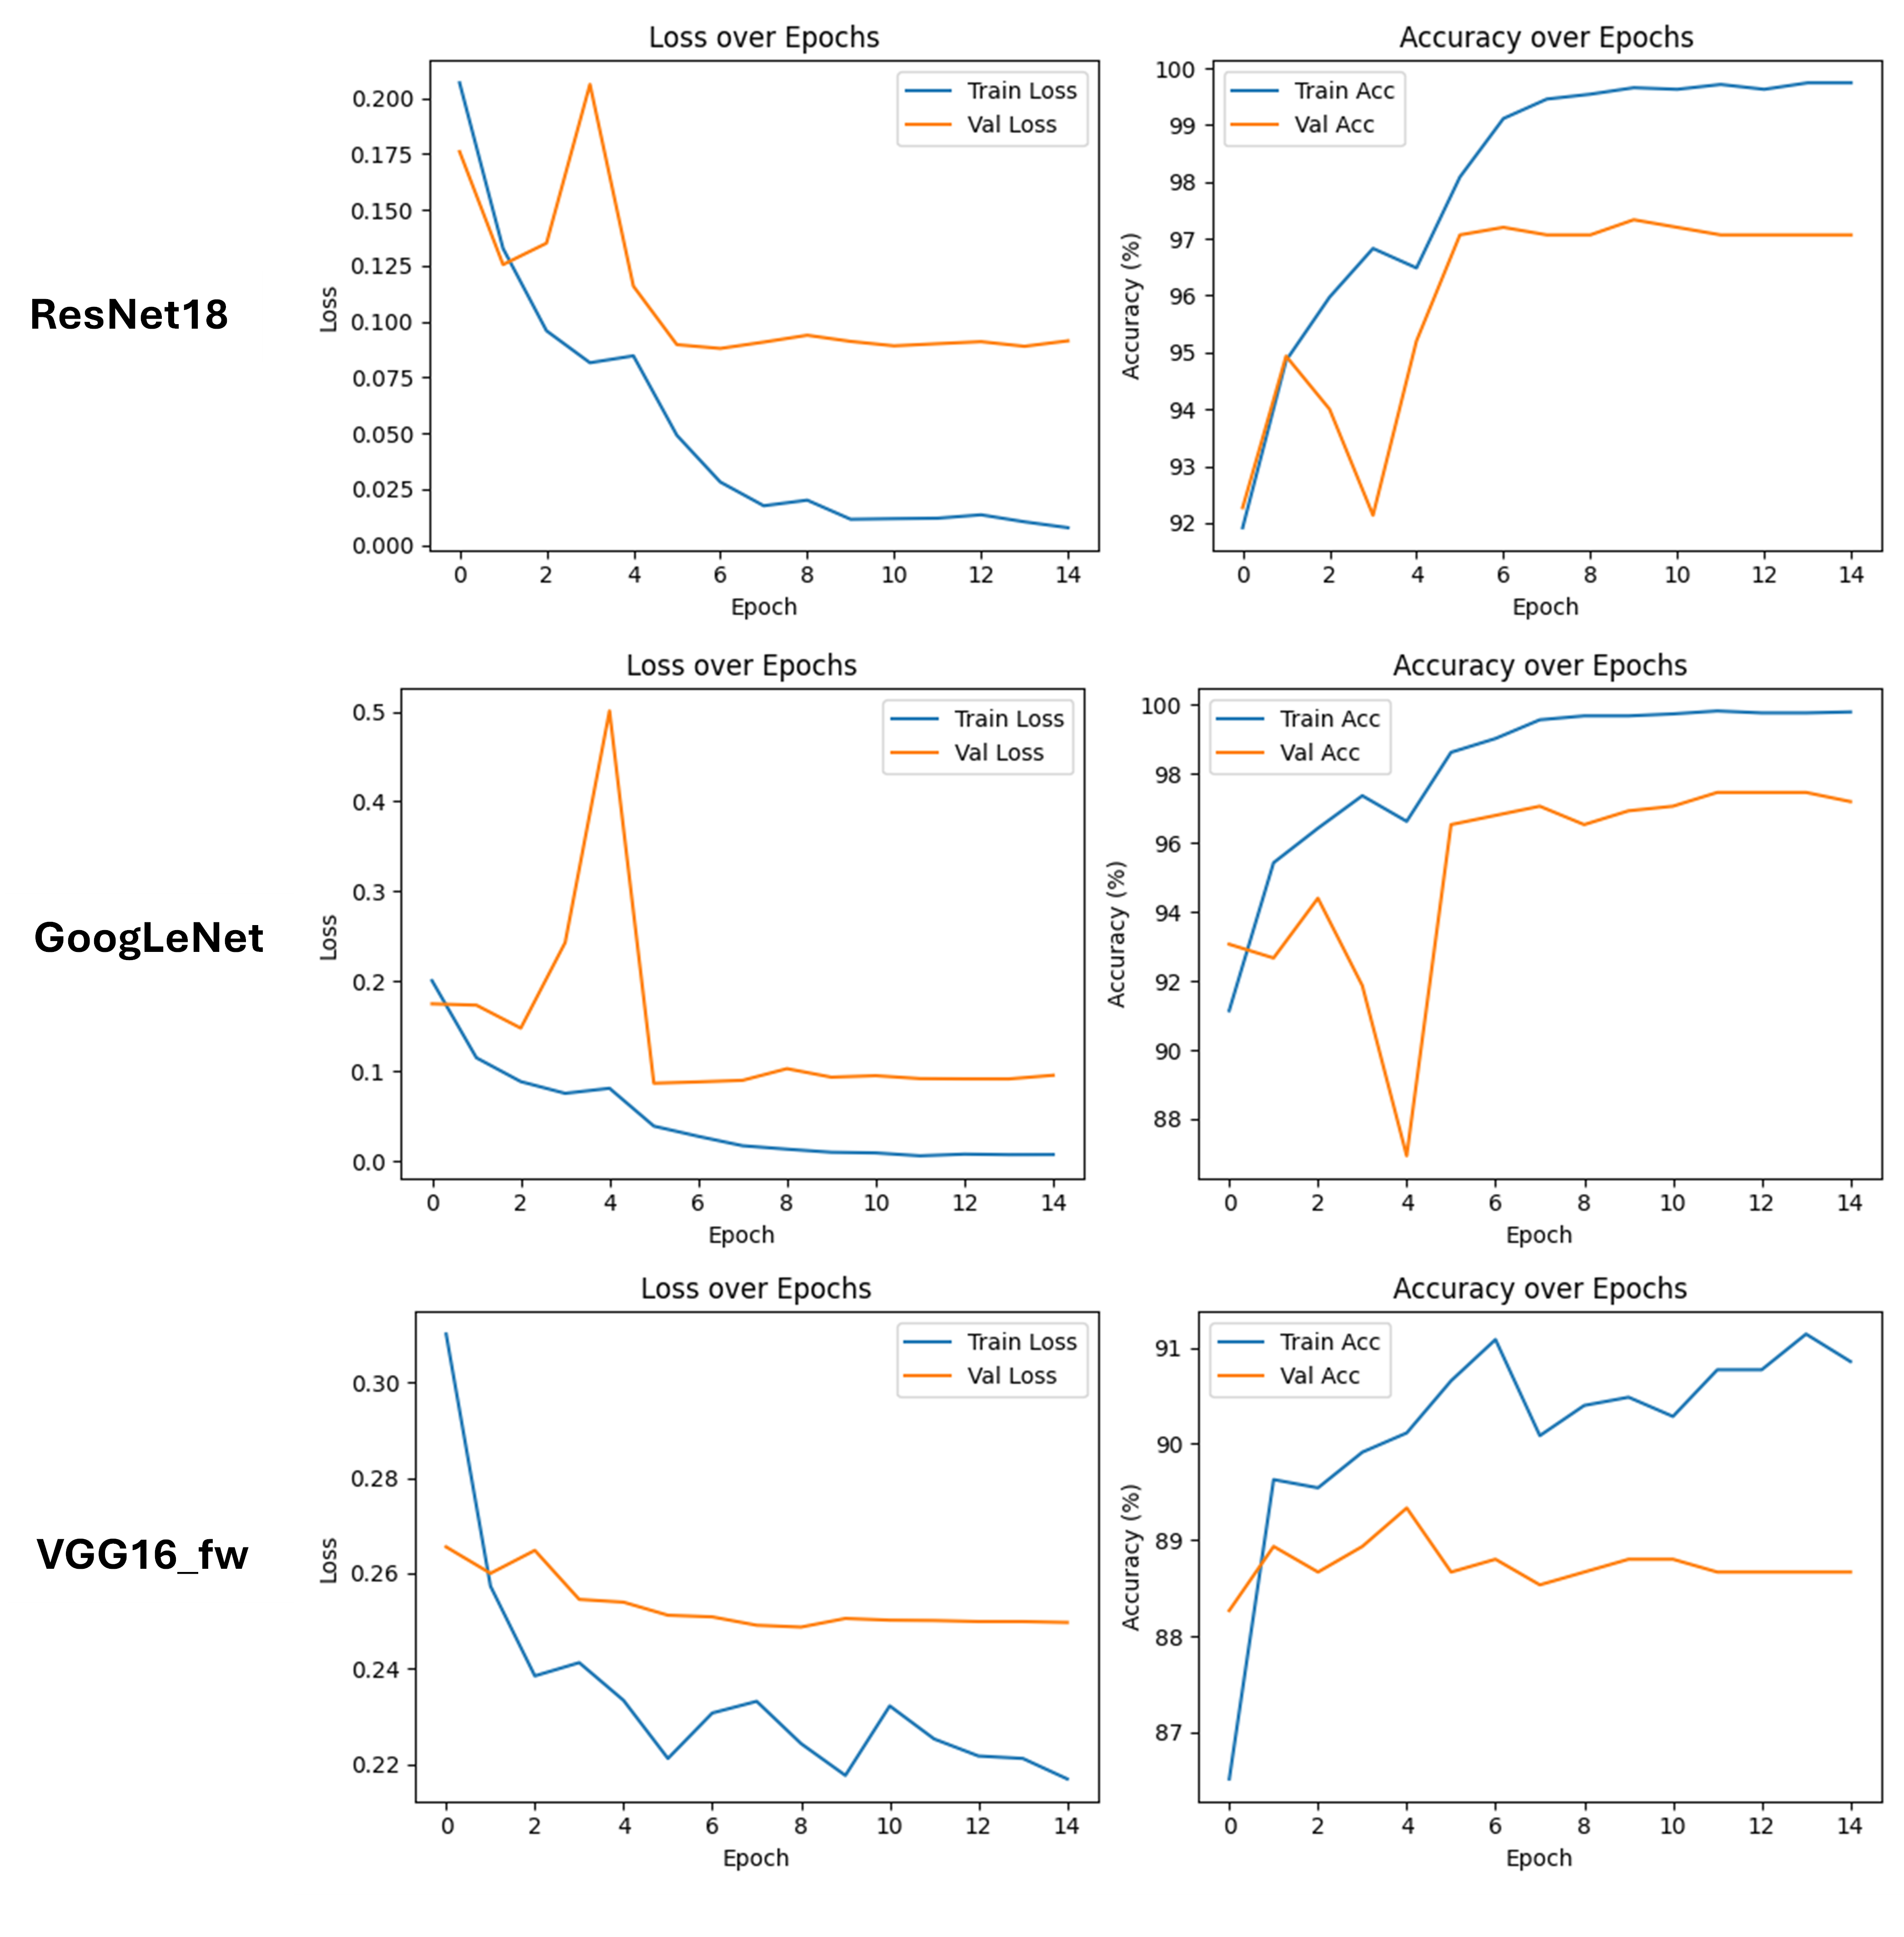 ResNet18
Loss over Epochs
Train Loss
Val Loss
0.200
0.175
0.150
0.125
0.100
0.075
0.050
0.025
0.000
Loss
0 2 4 6 8 10 12 14
Epoch
Accuracy over Epochs
Train Acc
Val Acc
100
99
98
97
96
95
94
93
92
Accuracy (%)
0 2 4 6 8 10 12 14
Epoch
GoogLeNet
Loss over Epochs
Train Loss
Val Loss
0.5
0.4
0.3
0.2
0.1
0.0
Loss
0 2 4 6 8 10 12 14
Epoch
Accuracy over Epochs
Train Acc
Val Acc
100
98
96
94
92
90
88
Accuracy (%)
0 2 4 6 8 10 12 14
Epoch
VGG16_fw
Loss over Epochs
Train Loss
Val Loss
0.30
0.28
0.26
0.24
0.22
Loss
0 2 4 6 8 10 12 14
Epoch
Accuracy over Epochs
Train Acc
Val Acc
91
90
89
88
87
Accuracy (%)
0 2 4 6 8 10 12 14
Epoch